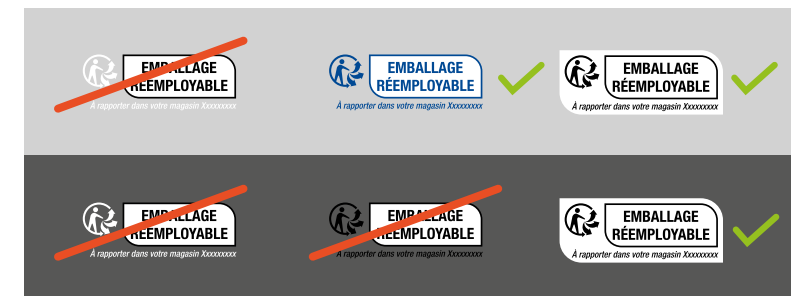 EMBALLAGE
RÉEMPLOYABLE
À rapporter dans votre magasin Xxxxxxxxx
EMBALLAGE
RÉEMPLOYABLE
À rapporter dans votre magasin Xxxxxxxxx
EMBALLAGE
RÉEMPLOYABLE
À rapporter dans votre magasin Xxxxxxxxx
EMBALLAGE
RÉEMPLOYABLE
À rapporter dans votre magasin Xxxxxxxxx
EMBALLAGE
RÉEMPLOYABLE
À rapporter dans votre magasin Xxxxxxxxx
EMBALLAGE
RÉEMPLOYABLE
À rapporter dans votre magasin Xxxxxxxxx